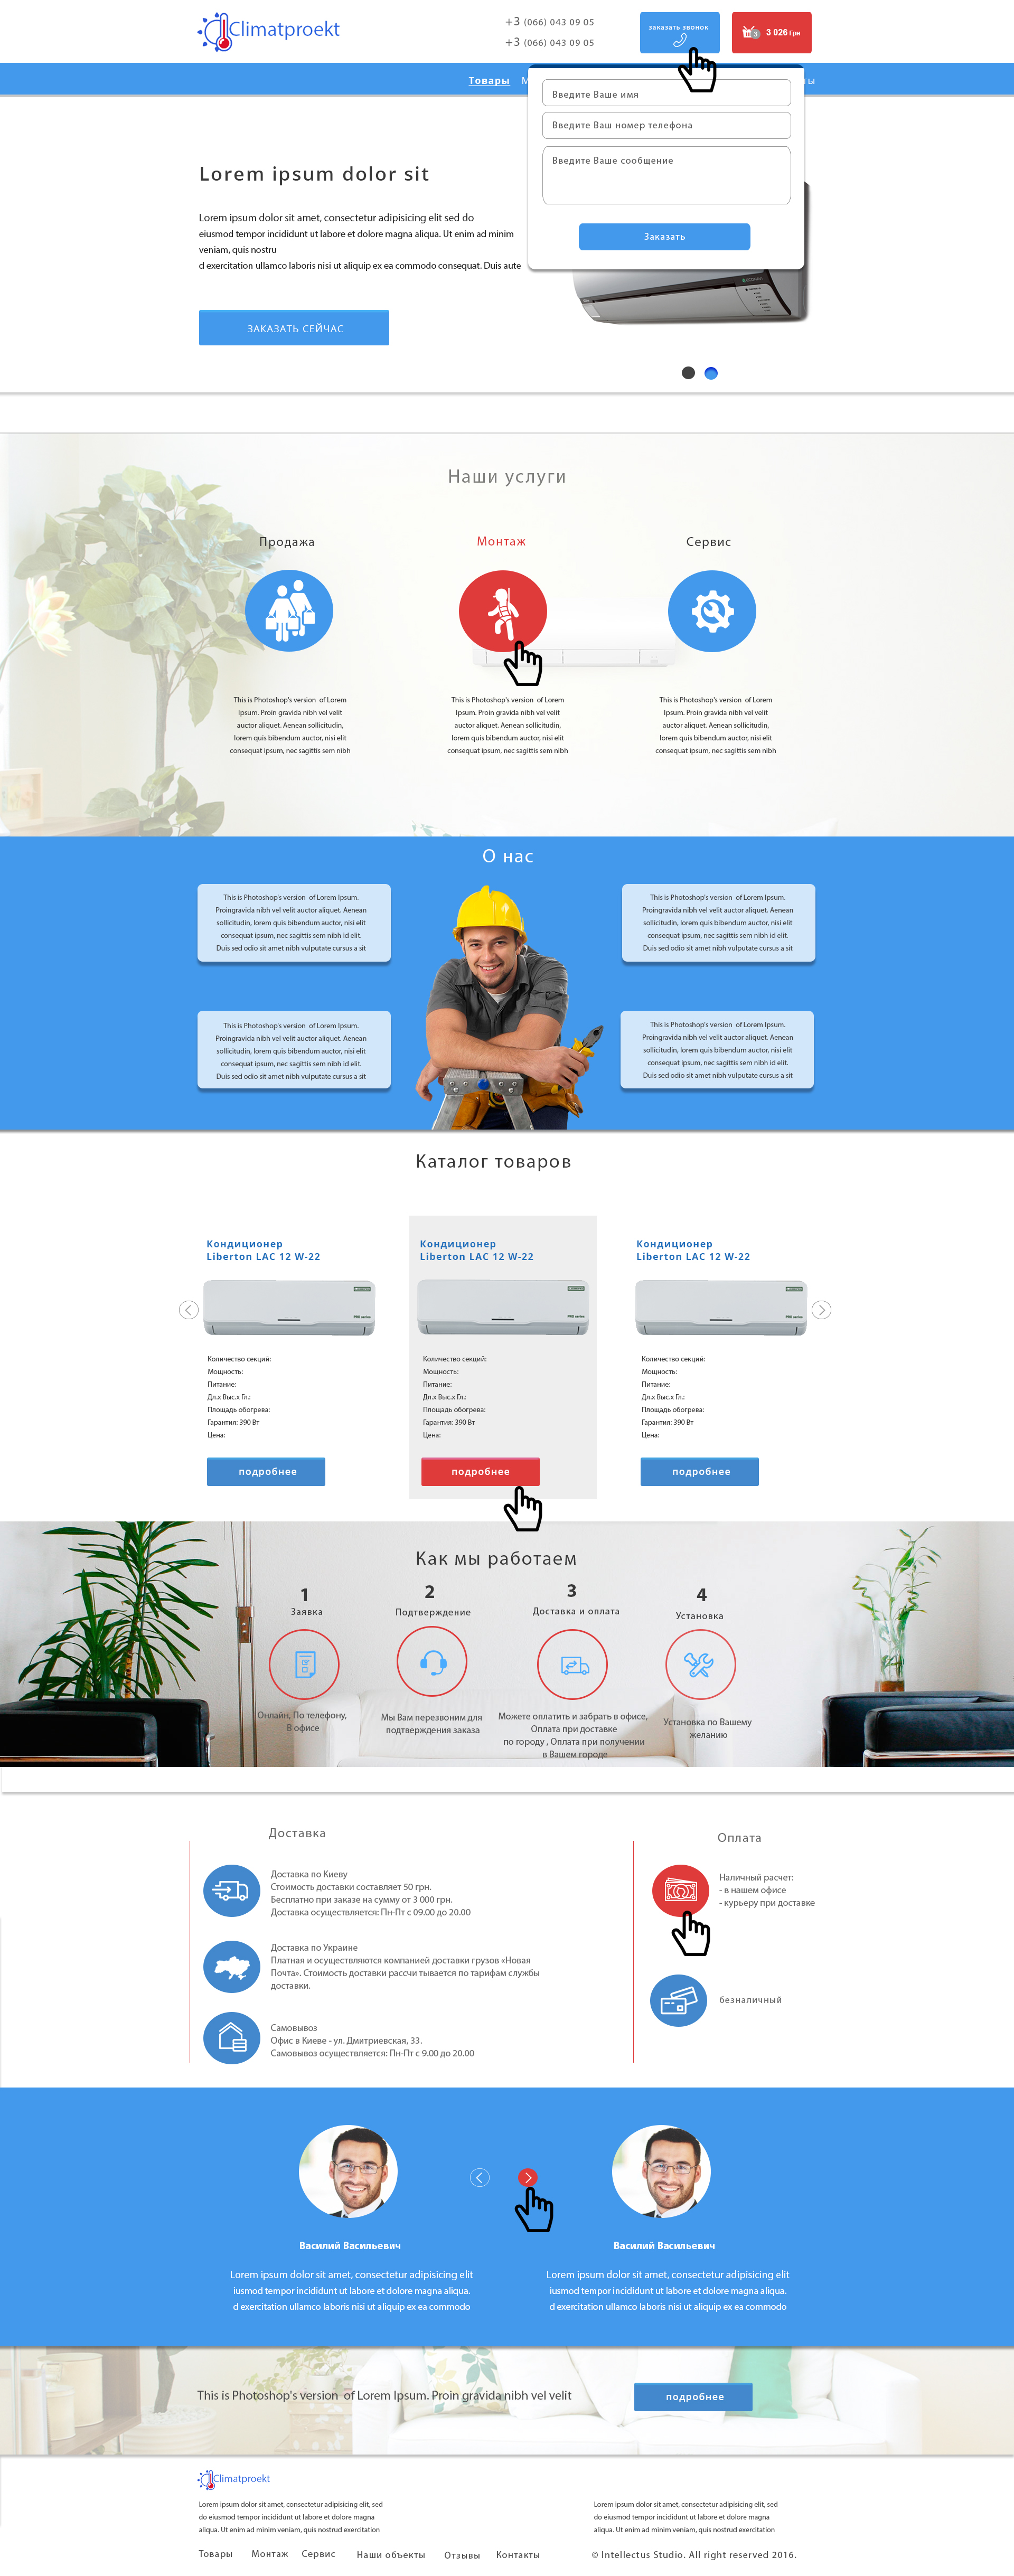 Climatproekt
+3 (066) 043 09 05
+3 (066) 043 09 05
заказать звонок
3 026 Грн
Товары
Введите Ваше имя
Введите Ваш номер телефона
Введите Ваше сообщение
Заказать
Lorem ipsum dolor sit
Lorem ipsum dolor sit amet, consectetur adipisicing elit sed do
eiusmod tempor incididunt ut labore et dolore magna aliqua. Ut enim ad minim
veniam, quis nostru
d exercitation ullamco laboris nisi ut aliquip ex ea commodo consequat. Duis aute
ЗАКАЗАТЬ СЕЙЧАС
Наши услуги
Продажа
Монтаж
Сервис
This is Photoshop's version of Lorem
Ipsum. Proin gravida nibh vel velit
auctor aliquet. Aenean sollicitudin,
lorem quis bibendum auctor, nisi elit
consequat ipsum, nec sagittis sem nibh
This is Photoshop's version of Lorem
Ipsum. Proin gravida nibh vel velit
auctor aliquet. Aenean sollicitudin,
lorem quis bibendum auctor, nisi elit
consequat ipsum, nec sagittis sem nibh
This is Photoshop's version of Lorem
Ipsum. Proin gravida nibh vel velit
auctor aliquet. Aenean sollicitudin,
lorem quis bibendum auctor, nisi elit
consequat ipsum, nec sagittis sem nibh
О нас
This is Photoshop's version of Lorem Ipsum.
Proingravida nibh vel velit auctor aliquet. Aenean
sollicitudin, lorem quis bibendum auctor, nisi elit
consequat ipsum, nec sagittis sem nibh id elit.
Duis sed odio sit amet nibh vulputate cursus a sit
This is Photoshop's version of Lorem Ipsum.
Proingravida nibh vel velit auctor aliquet. Aenean
sollicitudin, lorem quis bibendum auctor, nisi elit
consequat ipsum, nec sagittis sem nibh id elit.
Duis sed odio sit amet nibh vulputate cursus a sit
This is Photoshop's version of Lorem Ipsum.
Proingravida nibh vel velit auctor aliquet. Aenean
sollicitudin, lorem quis bibendum auctor, nisi elit
consequat ipsum, nec sagittis sem nibh id elit.
Duis sed odio sit amet nibh vulputate cursus a sit
This is Photoshop's version of Lorem Ipsum.
Proingravida nibh vel velit auctor aliquet. Aenean
sollicitudin, lorem quis bibendum auctor, nisi elit
consequat ipsum, nec sagittis sem nibh id elit.
Duis sed odio sit amet nibh vulputate cursus a sit
Каталог товаров
Кондиционер
Liberton LAC 12 W-22
PRO series
Количество секций:
Мощность:
Питание:
Дл.х Выс.х Гл.;
Площадь обогрева:
Гарантия: 390 Вт
Цена:
подробнее
Кондиционер
Liberton LAC 12 W-22
PRO series
Количество секций:
Мощность:
Питание:
Дл.х Выс.х Гл.;
Площадь обогрева:
Гарантия: 390 Вт
Цена:
подробнее
Кондиционер
Liberton LAC 12 W-22
PRO series
Количество секций:
Мощность:
Питание:
Дл.х Выс.х Гл.;
Площадь обогрева:
Гарантия: 390 Вт
Цена:
подробнее
Как мы работаем
1
Заявка
Онлайн, По телефону,
В офисе
2
Подтверждение
Мы Вам перезвоним для
подтверждения заказа
3
Доставка и оплата
Можете оплатить и забрать в офисе,
Оплата при доставке
по городу , Оплата при получении
в Вашем городе
4
Установка
Установка по Вашему
желанию
Доставка
Доставка по Киеву
Стоимость доставки составляет 50 грн.
Бесплатно при заказе на сумму от 3 000 грн.
Доставка осуществляется: Пн-Пт с 09.00 до 20.00
Доставка по Украине
Платная и осуществляются компанией доставки грузов «Новая
Почта». Стоимость доставки рассчи тывается по тарифам службы
доставки.
Самовывоз
Офис в Киеве - ул. Дмитриевская, 33.
Самовывоз осуществляется: Пн-Пт с 9.00 до 20.00
Оплата
Наличный расчет:
- в нашем офисе
- курьеру при доставке
безналичный
Василий Васильевич
Lorem ipsum dolor sit amet, consectetur adipisicing elit
iusmod tempor incididunt ut labore et dolore magna aliqua.
d exercitation ullamco laboris nisi ut aliquip ex ea commodo
Василий Васильевич
Lorem ipsum dolor sit amet, consectetur adipisicing elit
iusmod tempor incididunt ut labore et dolore magna aliqua.
d exercitation ullamco laboris nisi ut aliquip ex ea commodo
This is Photoshop's version of Lorem Ipsum. Proin gravida nibh vel velit
подробнее
Climatproekt
Lorem ipsum dolor sit amet, consectetur adipisicing elit, sed
do eiusmod tempor incididunt ut labore et dolore magna
aliqua. Ut enim ad minim veniam, quis nostrud exercitation
Lorem ipsum dolor sit amet, consectetur adipisicing elit, sed
do eiusmod tempor incididunt ut labore et dolore magna
aliqua. Ut enim ad minim veniam, quis nostrud exercitation
Товары Монтаж Сервис Наши объекты Отзывы Контакты
© Intellectus Studio. All right reserved 2016.